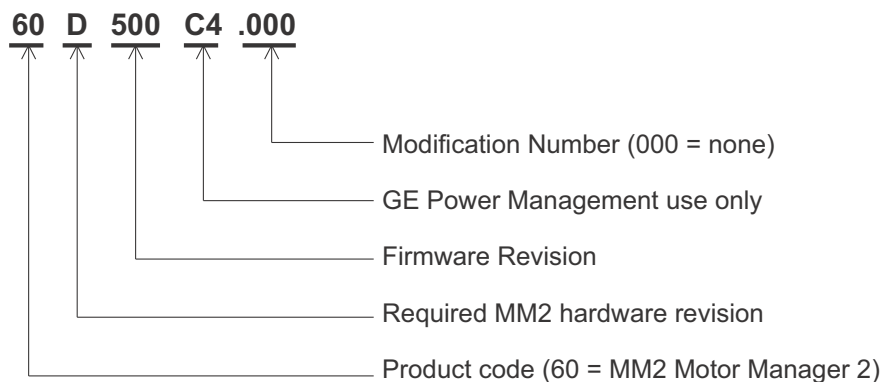 60 D 500 C4 .000
Modification Number (000 = none)
GE Power Management use only
Firmware Revision
Required MM2 hardware revision
Product code (60 = MM2 Motor Manager 2)